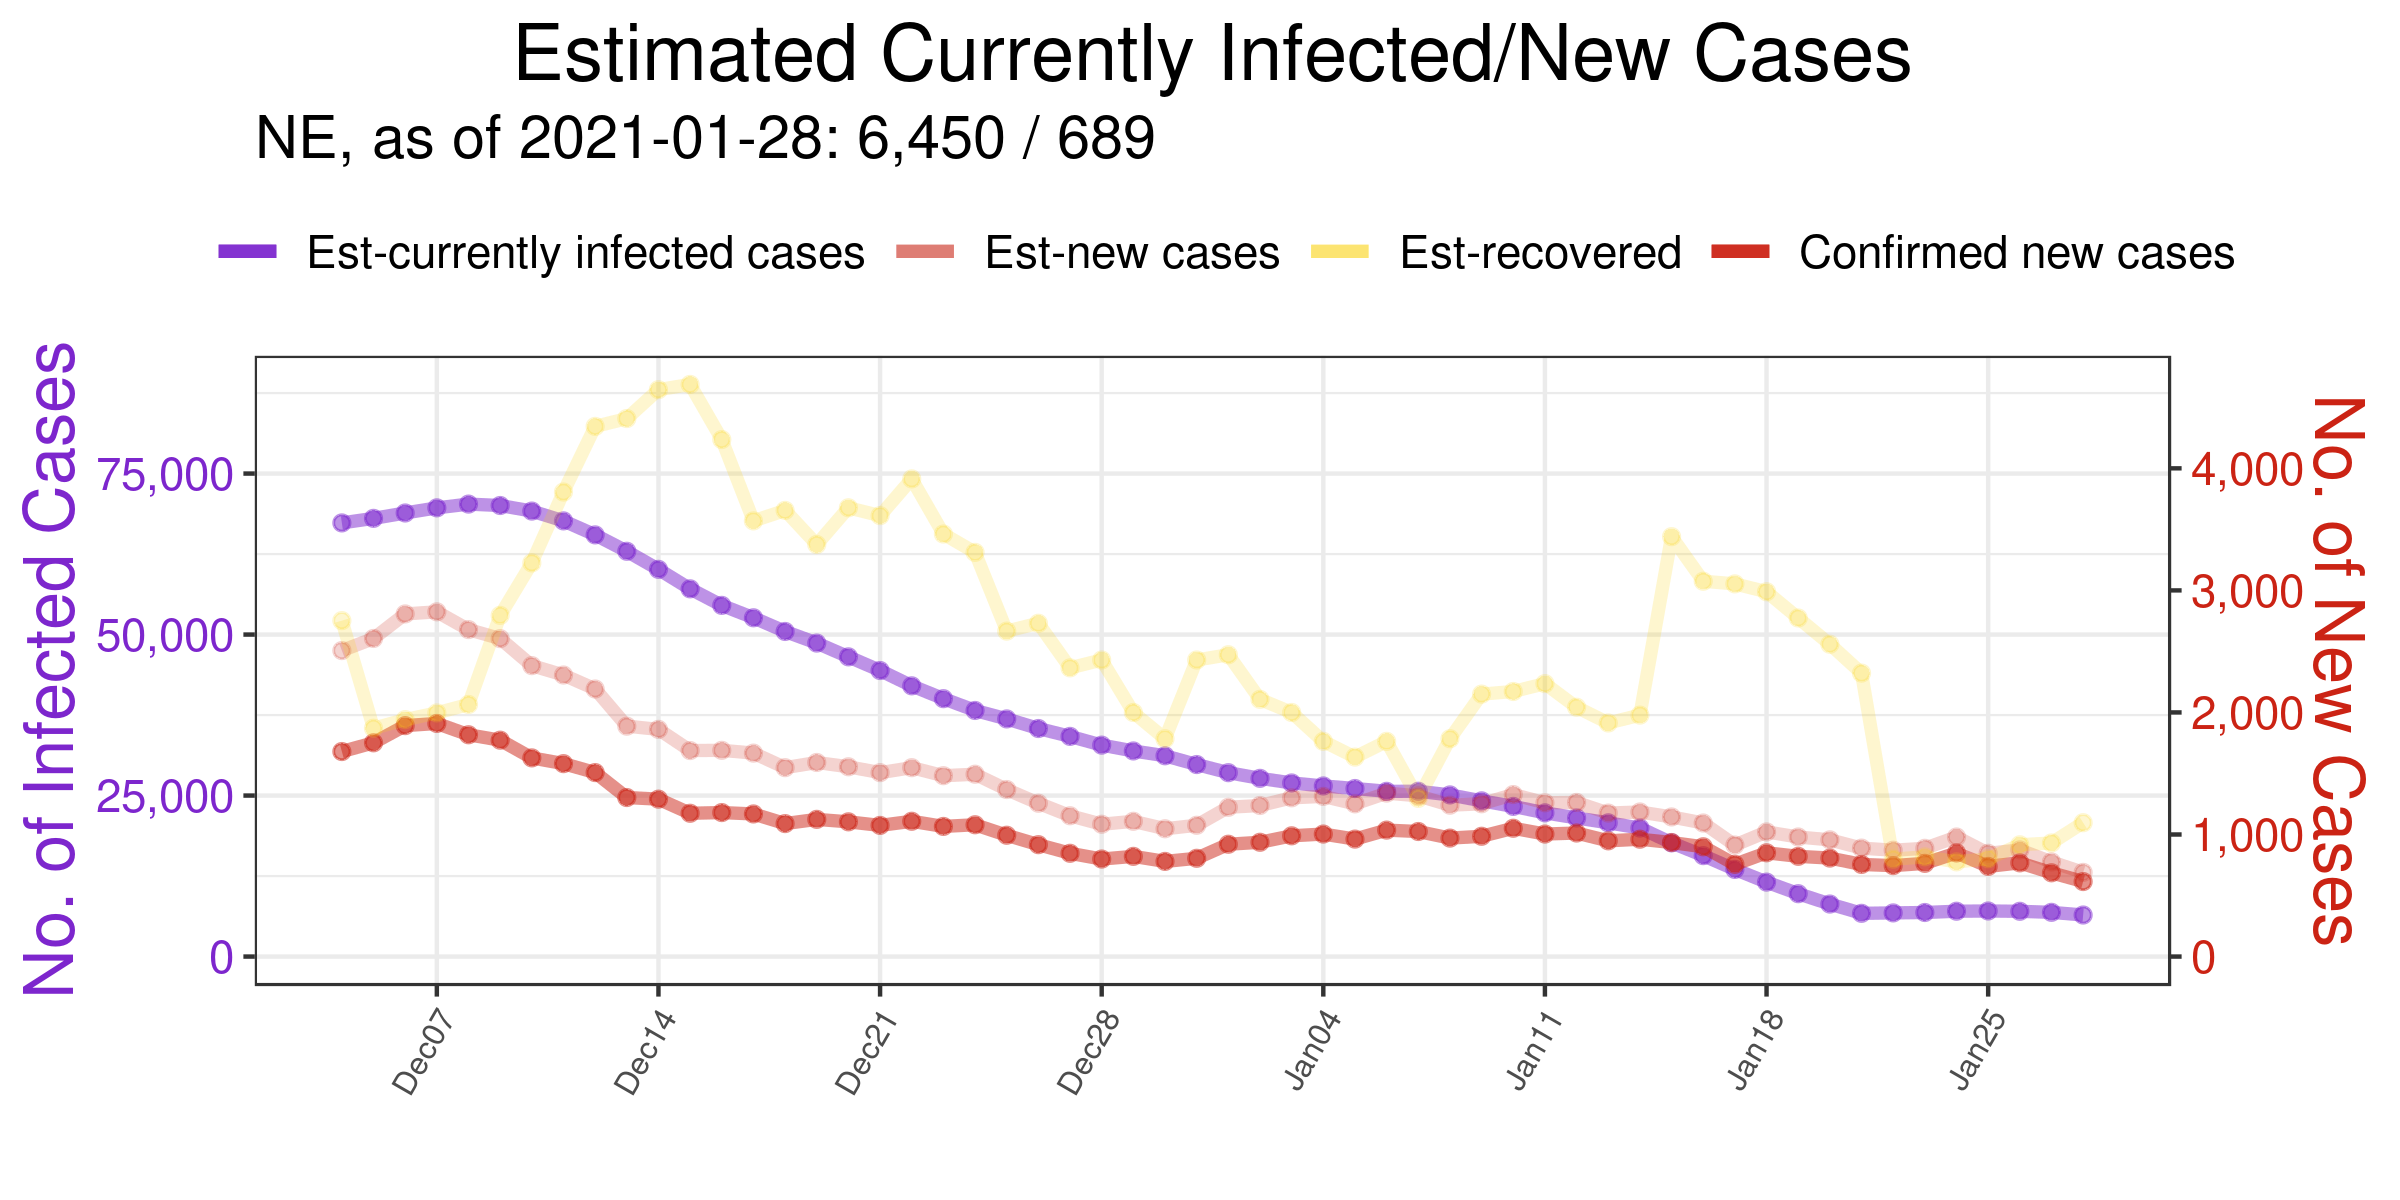 Estimated Currently Infected/New Cases
NE, as of 2021-01-28: 6,450 / 689
Est-currently infected cases Est-new cases Est-recovered Confirmed new cases
No. of Infected Cases
75,000
50,000
25,000
0
4,000
3,000
2,000
1,000
0
No. of New Cases
Dec07 Dec14 Dec21 Dec28 Jan04 Jan11 Jan18 Jan25